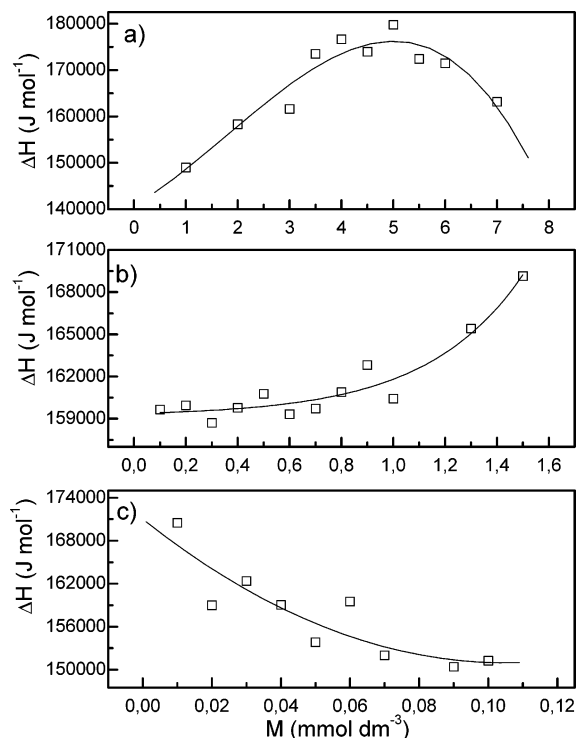 a)
ΔH (J mol⁻¹)
180000
170000
160000
150000
140000
0 1 2 3 4 5 6 7 8
b)
ΔH (J mol⁻¹)
171000
168000
165000
162000
159000
0,0 0,2 0,4 0,6 0,8 1,0 1,2 1,4 1,6
c)
ΔH (J mol⁻¹)
174000
168000
162000
156000
150000
0,00 0,02 0,04 0,06 0,08 0,10 0,12
M (mmol dm⁻³)